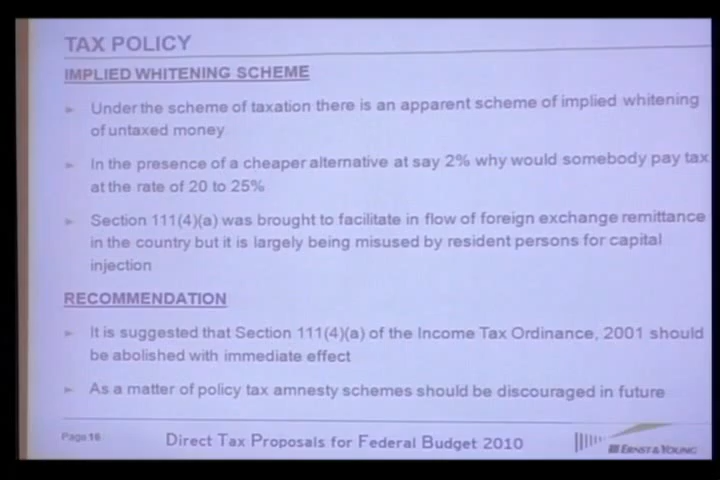 TAX POLICY
IMPLIED WHITENING SCHEME
► Under the scheme of taxation there is an apparent scheme of implied whitening
of untaxed money
► In the presence of a cheaper alternative at say 2% why would somebody pay tax
at the rate of 20 to 25%
► Section 111(4)(a) was brought to facilitate in flow of foreign exchange remittance
in the country but it is largely being misused by resident persons for capital
injection
RECOMMENDATION
► It is suggested that Section 111(4)(a) of the Income Tax Ordinance, 2001 should
be abolished with immediate effect
► As a matter of policy tax amnesty schemes should be discouraged in future
Page 16
Direct Tax Proposals for Federal Budget 2010
ERNST & YOUNG